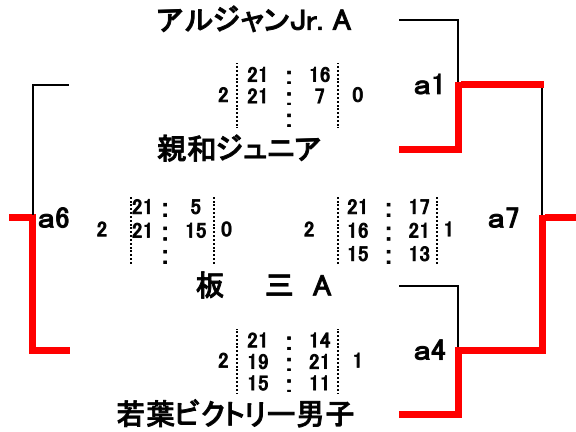 アルジャンJr. A
21 : 16
2 21 : 7 0
:
a1
親和ジュニア
a6
21 : 5
2 21 : 15 0
:
21 : 17
2 16 : 21 1
15 : 13
a7
板 三 A
21 : 14
2 19 : 21 1
15 : 11
a4
若葉ビクトリー男子